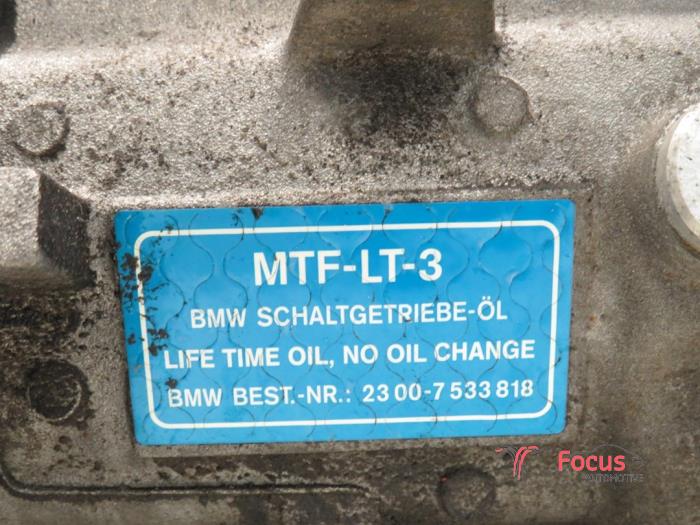 MTF-LT-3
BMW SCHALTGETRIEBE-ÖL
LIFE TIME OIL, NO OIL CHANGE
BMW BEST.-NR.: 23 00-7 533 818
Focus
AUTOMOTIVE